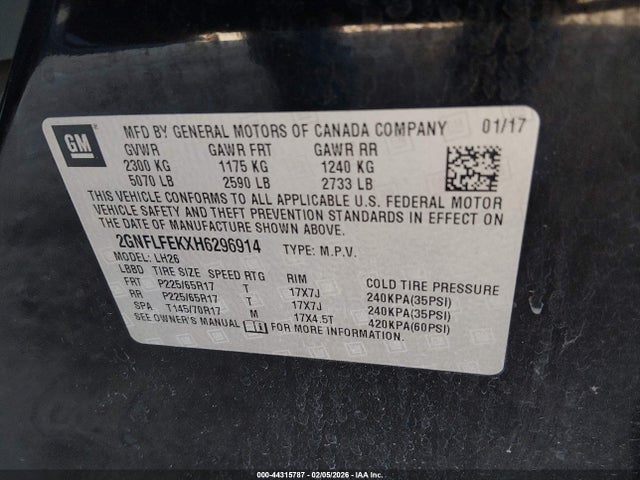 GM MFD BY GENERAL MOTORS OF CANADA COMPANY 01/17
GVWR GAWR FRT GAWR RR
2300 KG 1175 KG 1240 KG
5070 LB 2590 LB 2733 LB
THIS VEHICLE CONFORMS TO ALL APPLICABLE U.S. FEDERAL MOTOR
VEHICLE SAFETY AND THEFT PREVENTION STANDARDS IN EFFECT ON
THE DATE OF MANUFACTURE SHOWN ABOVE.
2GNFLFEKXH6296914 TYPE: M.P.V.
MODEL: LH26
LBBD TIRE SIZE SPEED RTG RIM COLD TIRE PRESSURE
FRT P225/65R17 T 17X7J 240KPA(35PSI)
RR P225/65R17 T 17X7J 240KPA(35PSI)
SPA T145/70R17 M 17X4.5T 420KPA(60PSI)
SEE OWNER'S MANUAL FOR MORE INFORMATION.
000-44315787 - 02/05/2026 - IAA Inc.